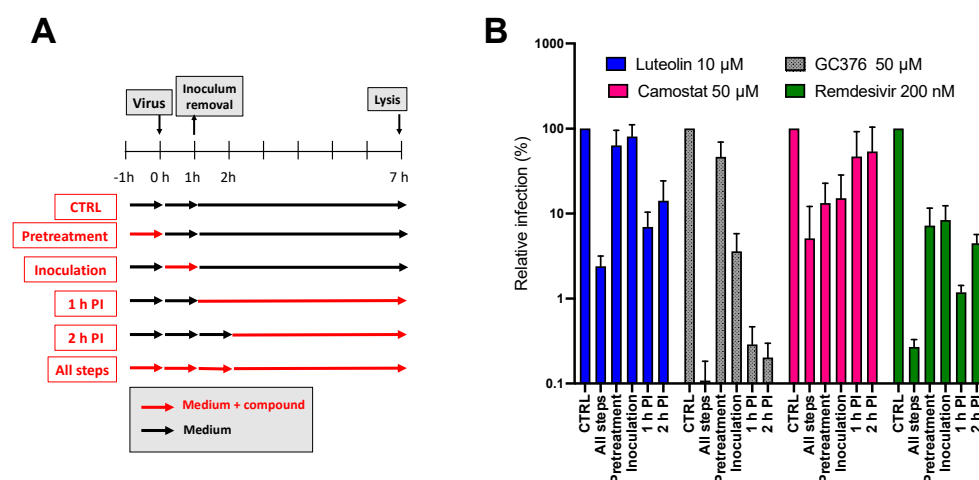 A
Virus
Inoculum
removal
Lysis
-1h
0 h
1h
2h
7 h
CTRL
Pretreatment
Inoculation
1 h PI
2 h PI
All steps
Medium + compound
Medium
B
Relative infection (%)
1000
100
10
1
0.1
Luteolin 10 µM
GC376 50 µM
Camostat 50 µM
Remdesivir 200 nM
CTRL
All steps
Pretreatment
Inoculation
1 h PI
2 h PI
CTRL
All steps
Pretreatment
Inoculation
1 h PI
2 h PI
CTRL
All steps
Pretreatment
Inoculation
1 h PI
2 h PI
CTRL
All steps
Pretreatment
Inoculation
1 h PI
2 h PI